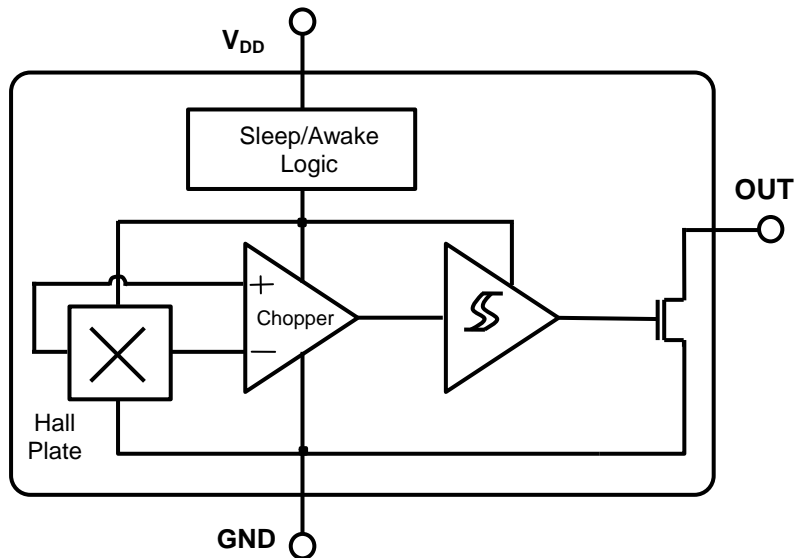 VDD
Sleep/Awake
Logic
OUT
+
Chopper
−
Hall
Plate
GND